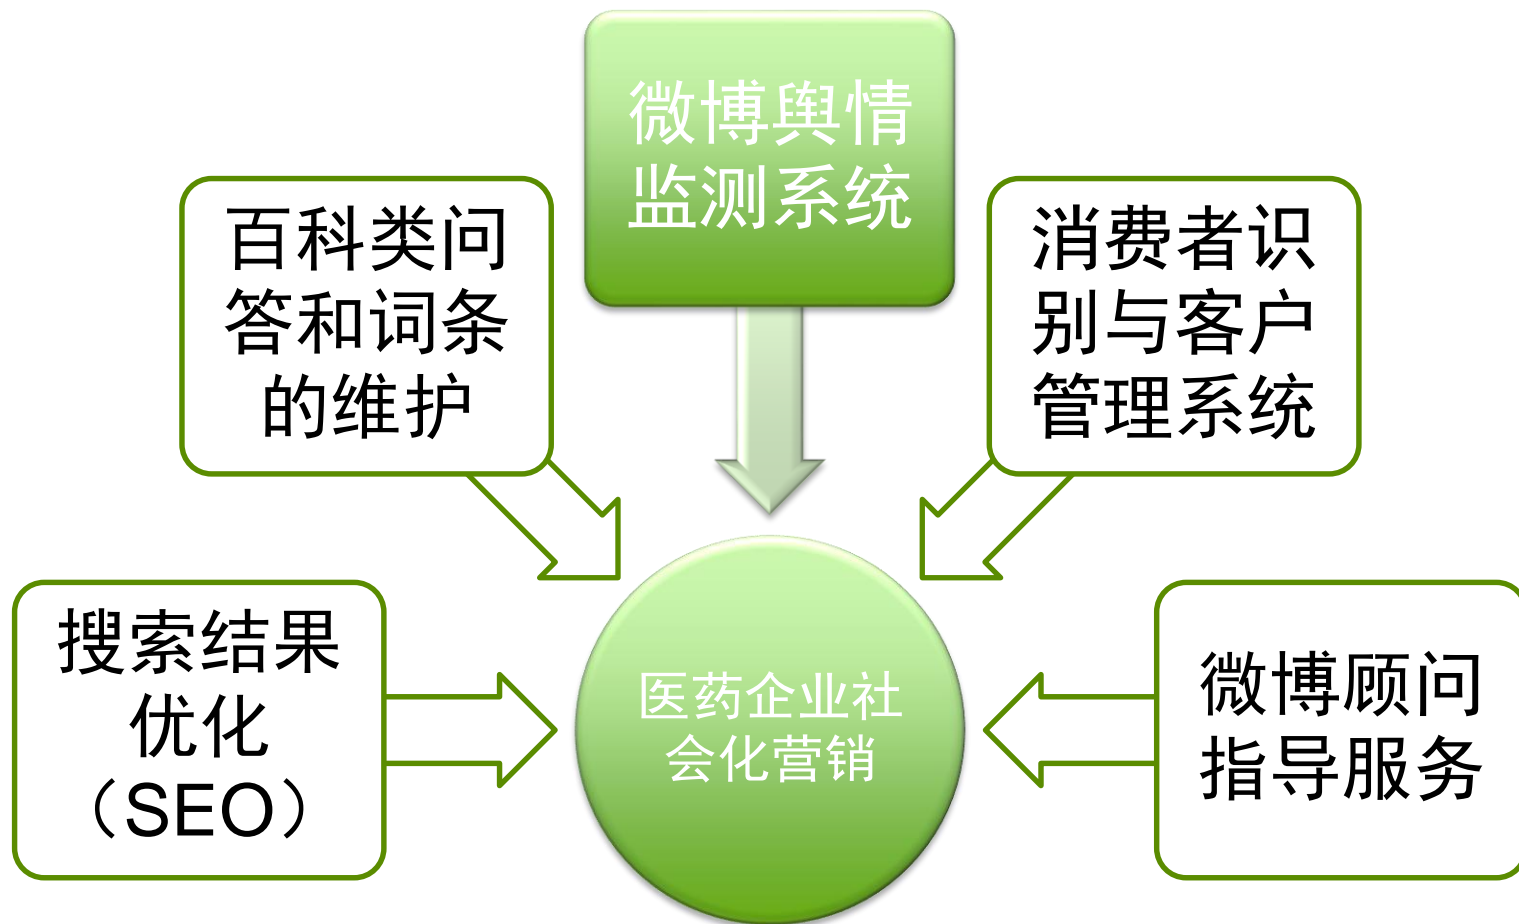 微博舆情
监测系统
百科类问
答和词条
的维护
消费者识
别与客户
管理系统
搜索结果
优化
（SEO）
医药企业社
会化营销
微博顾问
指导服务